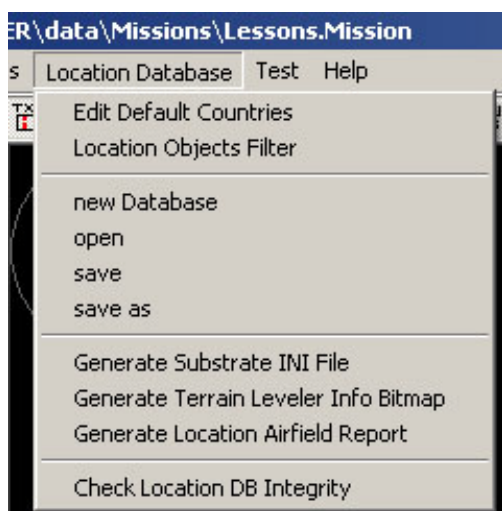 ER\data\Missions\Lessons.Mission
s Location Database Test Help
TX
Edit Default Countries
Location Objects Filter
new Database
open
save
save as
Generate Substrate INI File
Generate Terrain Leveler Info Bitmap
Generate Location Airfield Report
Check Location DB Integrity